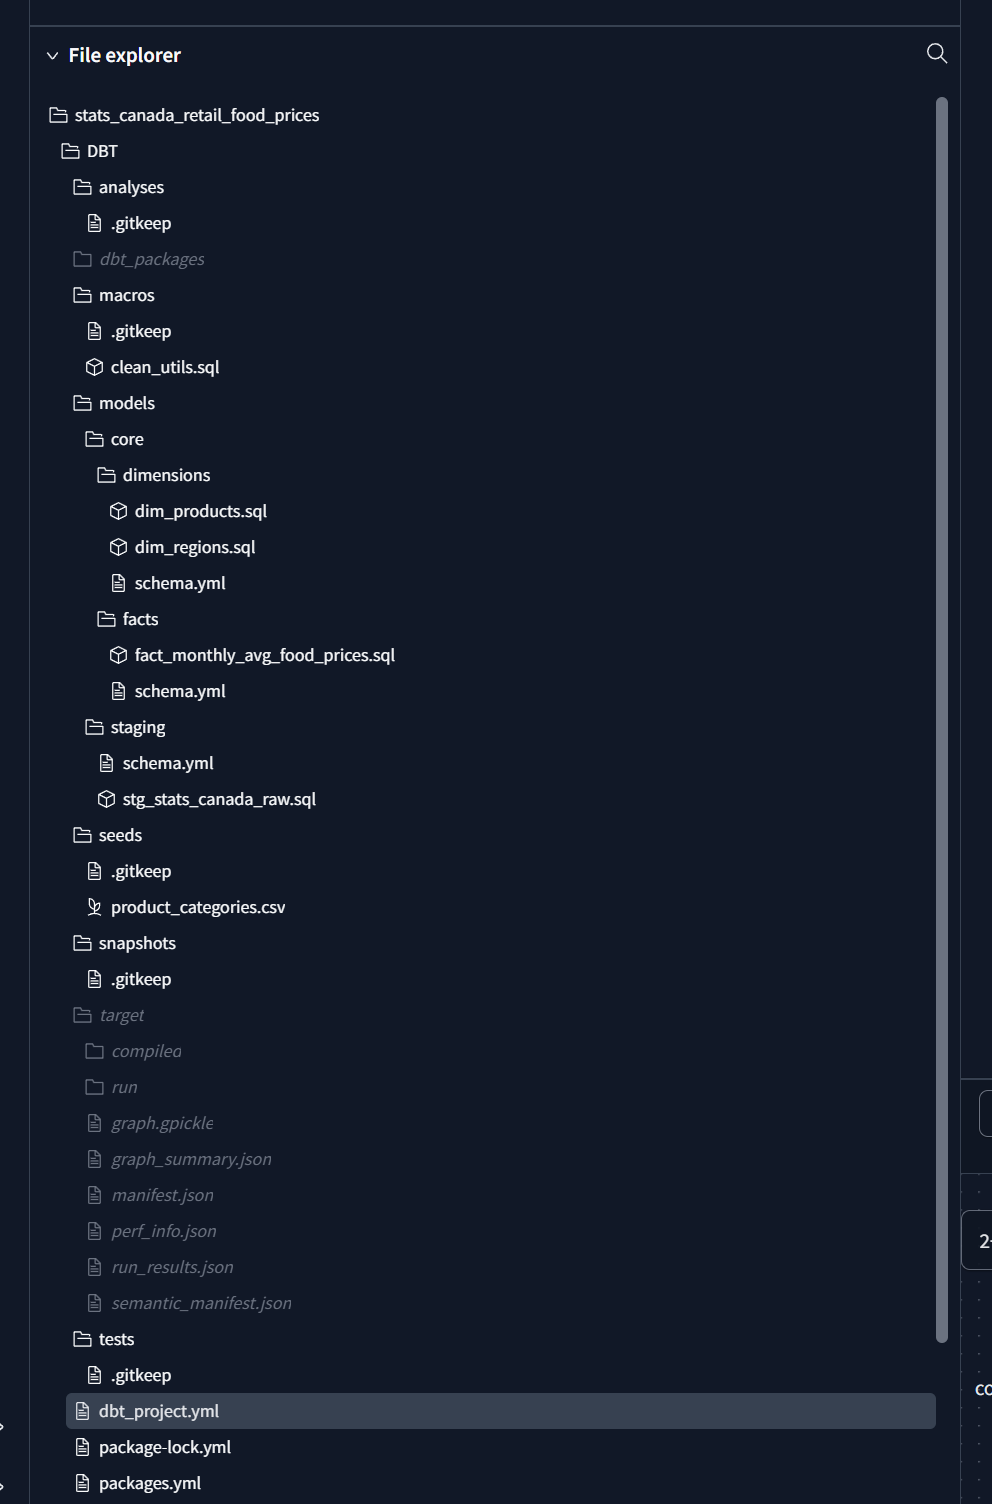 File explorer
stats_canada_retail_food_prices
DBT
analyses
.gitkeep
dbt_packages
macros
.gitkeep
clean_utils.sql
models
core
dimensions
dim_products.sql
dim_regions.sql
schema.yml
facts
fact_monthly_avg_food_prices.sql
schema.yml
staging
schema.yml
stg_stats_canada_raw.sql
seeds
.gitkeep
product_categories.csv
snapshots
.gitkeep
target
compiled
run
graph.gpickle
graph_summary.json
manifest.json
perf_info.json
run_results.json
semantic_manifest.json
tests
.gitkeep
dbt_project.yml
package-lock.yml
packages.yml